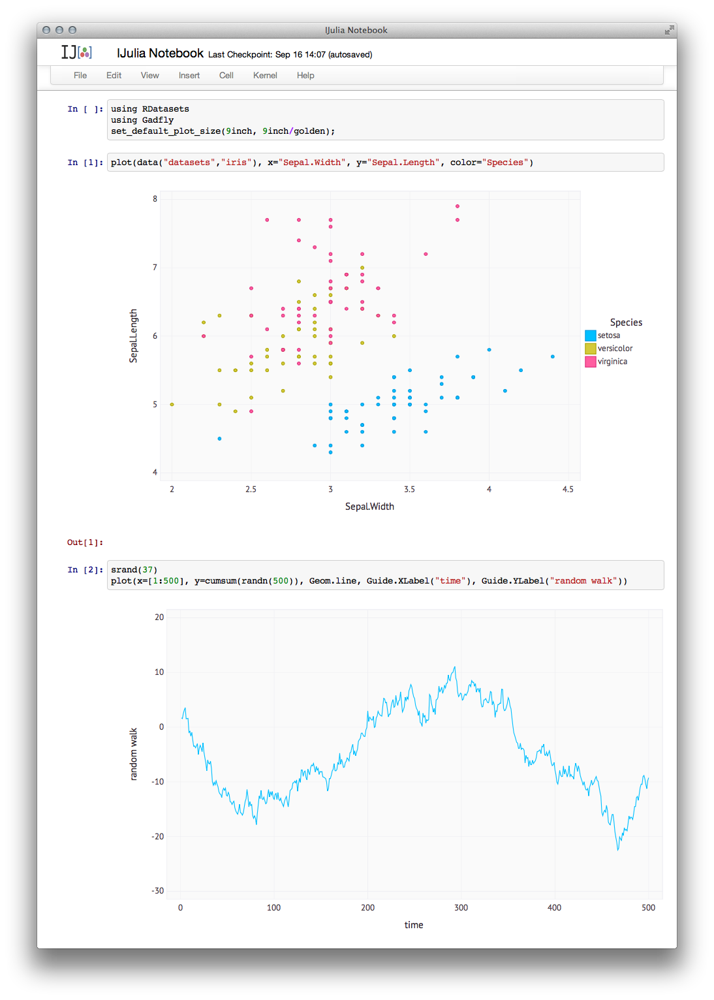 IJulia Notebook
IJ[ ]
IJulia Notebook Last Checkpoint: Sep 16 14:07 (autosaved)
File Edit View Insert Cell Kernel Help
In [ ]: using RDatasets
using Gadfly
set_default_plot_size(9inch, 9inch/golden);
In [1]: plot(data("datasets","iris"), x="Sepal.Width", y="Sepal.Length", color="Species")
8
7
6
5
4
Sepal.Length
2 2.5 3 3.5 4 4.5
Sepal.Width
Species
setosa
versicolor
virginica
Out[1]:
In [2]: srand(37)
plot(x=[1:500], y=cumsum(randn(500)), Geom.line, Guide.XLabel("time"), Guide.YLabel("random walk"))
20
10
0
-10
-20
-30
random walk
0 100 200 300 400 500
time